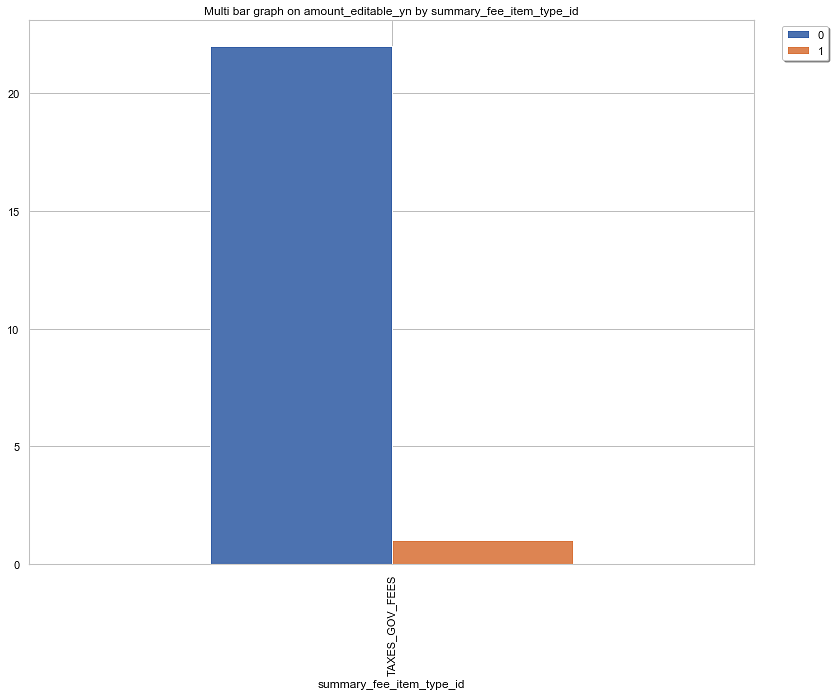 Multi bar graph on amount_editable_yn by summary_fee_item_type_id
0
1
20
15
10
5
0
TAXES_GOV_FEES
summary_fee_item_type_id